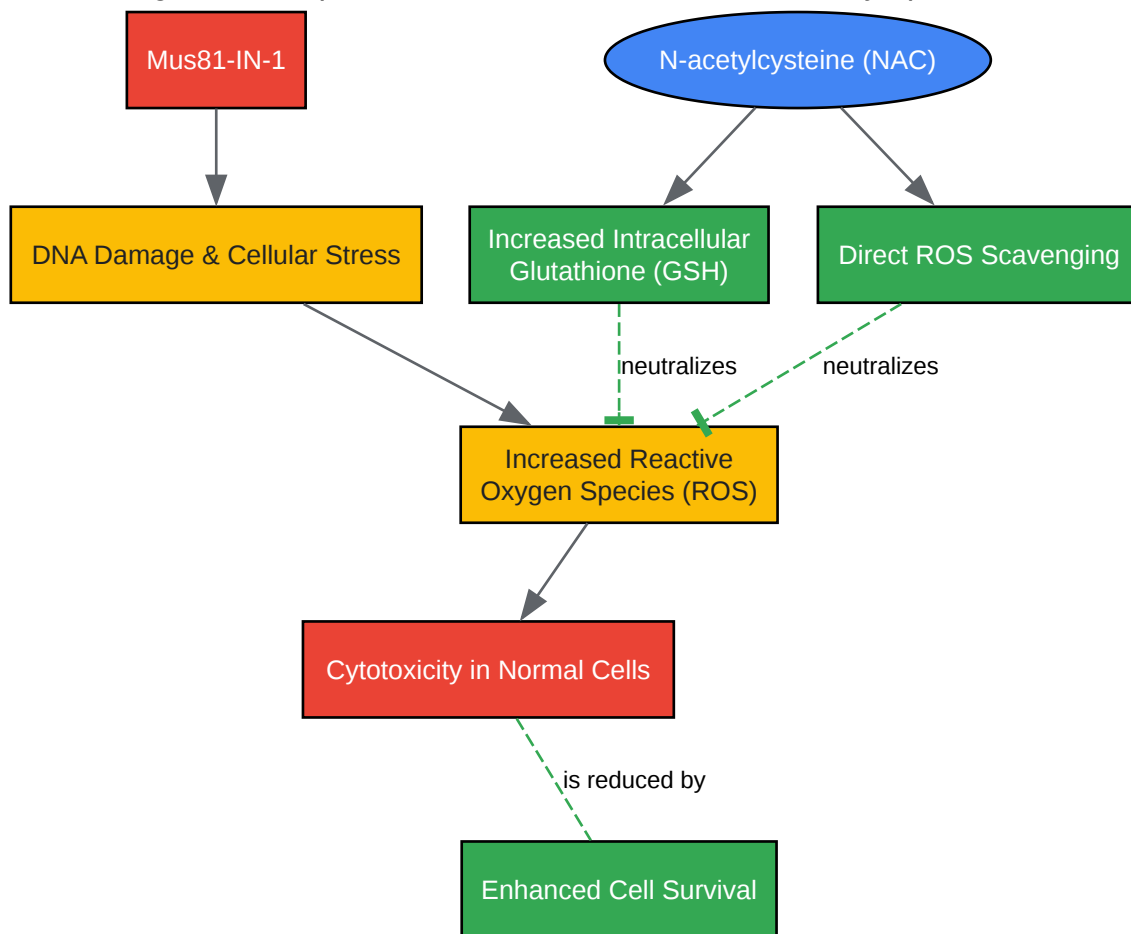 Mus81-IN-1
N-acetylcysteine (NAC)
DNA Damage & Cellular Stress
Increased Intracellular
Glutathione (GSH)
Direct ROS Scavenging
neutralizes
neutralizes
Increased Reactive
Oxygen Species (ROS)
Cytotoxicity in Normal Cells
is reduced by
Enhanced Cell Survival